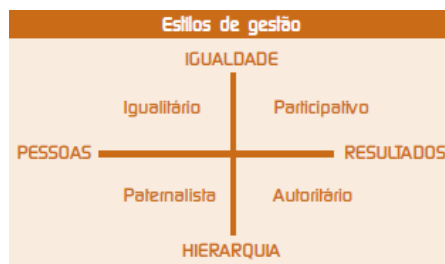 Estilos de gestão
IGUALDADE
Igualitário Participativo
PESSOAS RESULTADOS
Paternalista Autoritário
HIERARQUIA